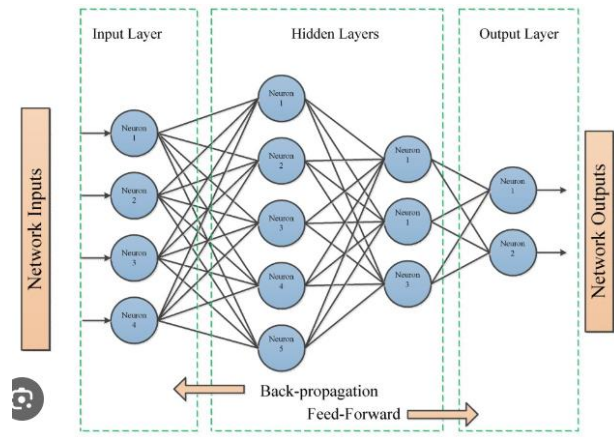 Input Layer
Hidden Layers
Output Layer
Network Inputs
Neuron
1
Neuron
2
Neuron
3
Neuron
4
Neuron
1
Neuron
2
Neuron
3
Neuron
4
Neuron
5
Neuron
1
Neuron
1
Neuron
3
Neuron
1
Neuron
2
Network Outputs
Back-propagation
Feed-Forward